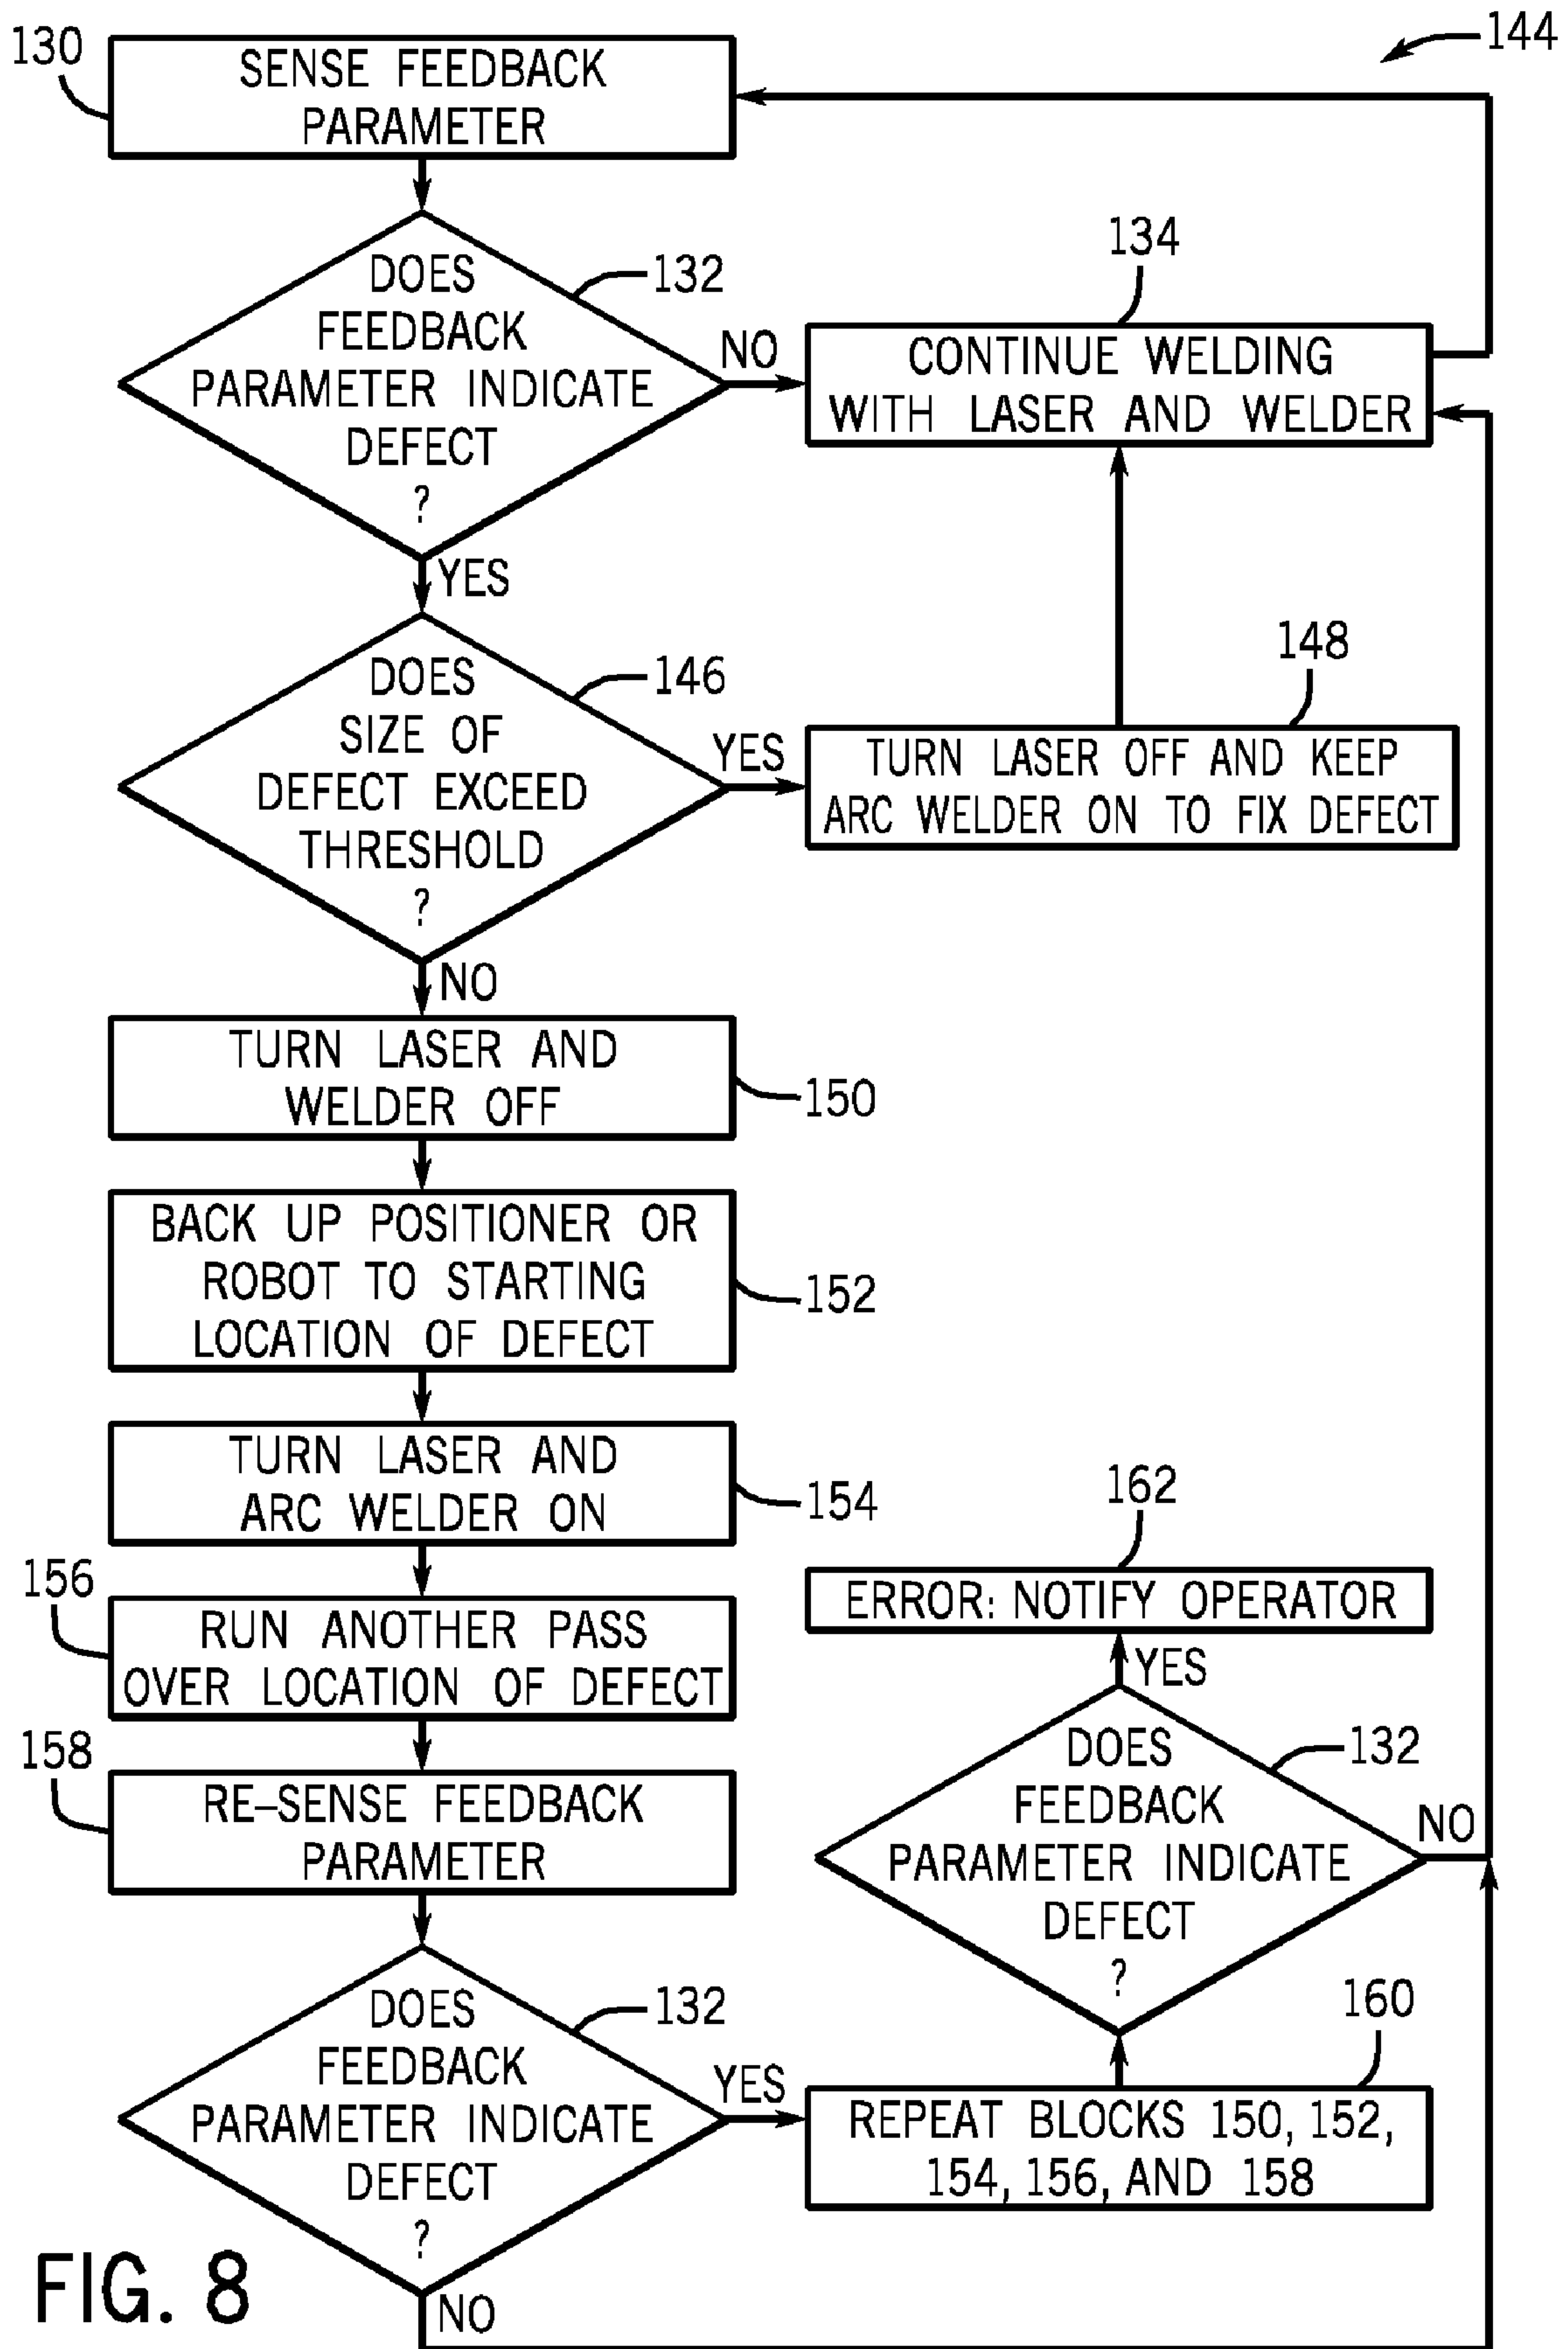 144
130
SENSE FEEDBACK
PARAMETER
DOES
FEEDBACK
PARAMETER INDICATE
DEFECT
?
132
NO
134
CONTINUE WELDING
WITH LASER AND WELDER
YES
DOES
SIZE OF
DEFECT EXCEED
THRESHOLD
?
146
YES
148
TURN LASER OFF AND KEEP
ARC WELDER ON TO FIX DEFECT
NO
TURN LASER AND
WELDER OFF
150
BACK UP POSITIONER OR
ROBOT TO STARTING
LOCATION OF DEFECT
152
TURN LASER AND
ARC WELDER ON
154
156
RUN ANOTHER PASS
OVER LOCATION OF DEFECT
158
RE–SENSE FEEDBACK
PARAMETER
DOES
FEEDBACK
PARAMETER INDICATE
DEFECT
?
132
YES
NO
160
REPEAT BLOCKS 150, 152,
154, 156, AND 158
DOES
FEEDBACK
PARAMETER INDICATE
DEFECT
?
132
NO
YES
162
ERROR: NOTIFY OPERATOR
FIG. 8